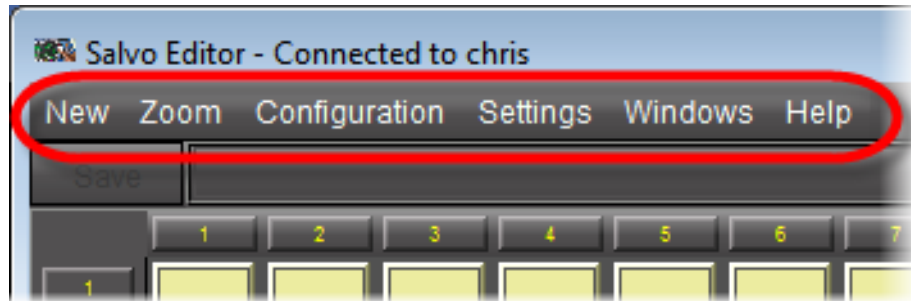 Salvo Editor - Connected to chris
New Zoom Configuration Settings Windows Help
Save
1 2 3 4 5 6 7
1